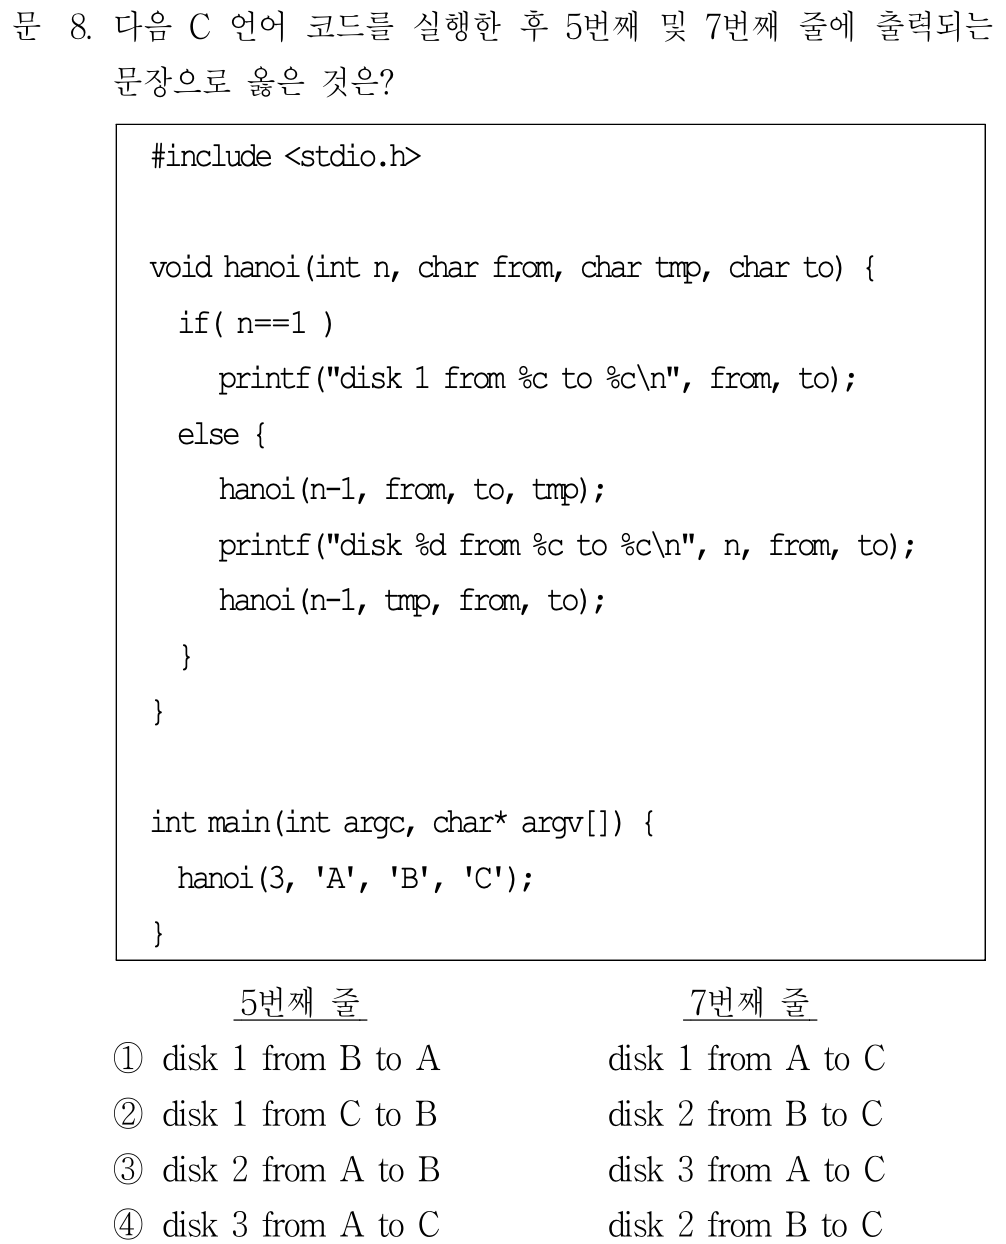 문 8. 다음 C 언어 코드를 실행한 후 5번째 및 7번째 줄에 출력되는
문장으로 옳은 것은?
#include <stdio.h>
void hanoi(int n, char from, char tmp, char to) {
if( n==1 )
printf("disk 1 from %c to %c\n", from, to);
else {
hanoi(n-1, from, to, tmp);
printf("disk %d from %c to %c\n", n, from, to);
hanoi(n-1, tmp, from, to);
}
}
int main(int argc, char* argv[]) {
hanoi(3, 'A', 'B', 'C');
}
5번째 줄 7번째 줄
① disk 1 from B to A disk 1 from A to C
② disk 1 from C to B disk 2 from B to C
③ disk 2 from A to B disk 3 from A to C
④ disk 3 from A to C disk 2 from B to C